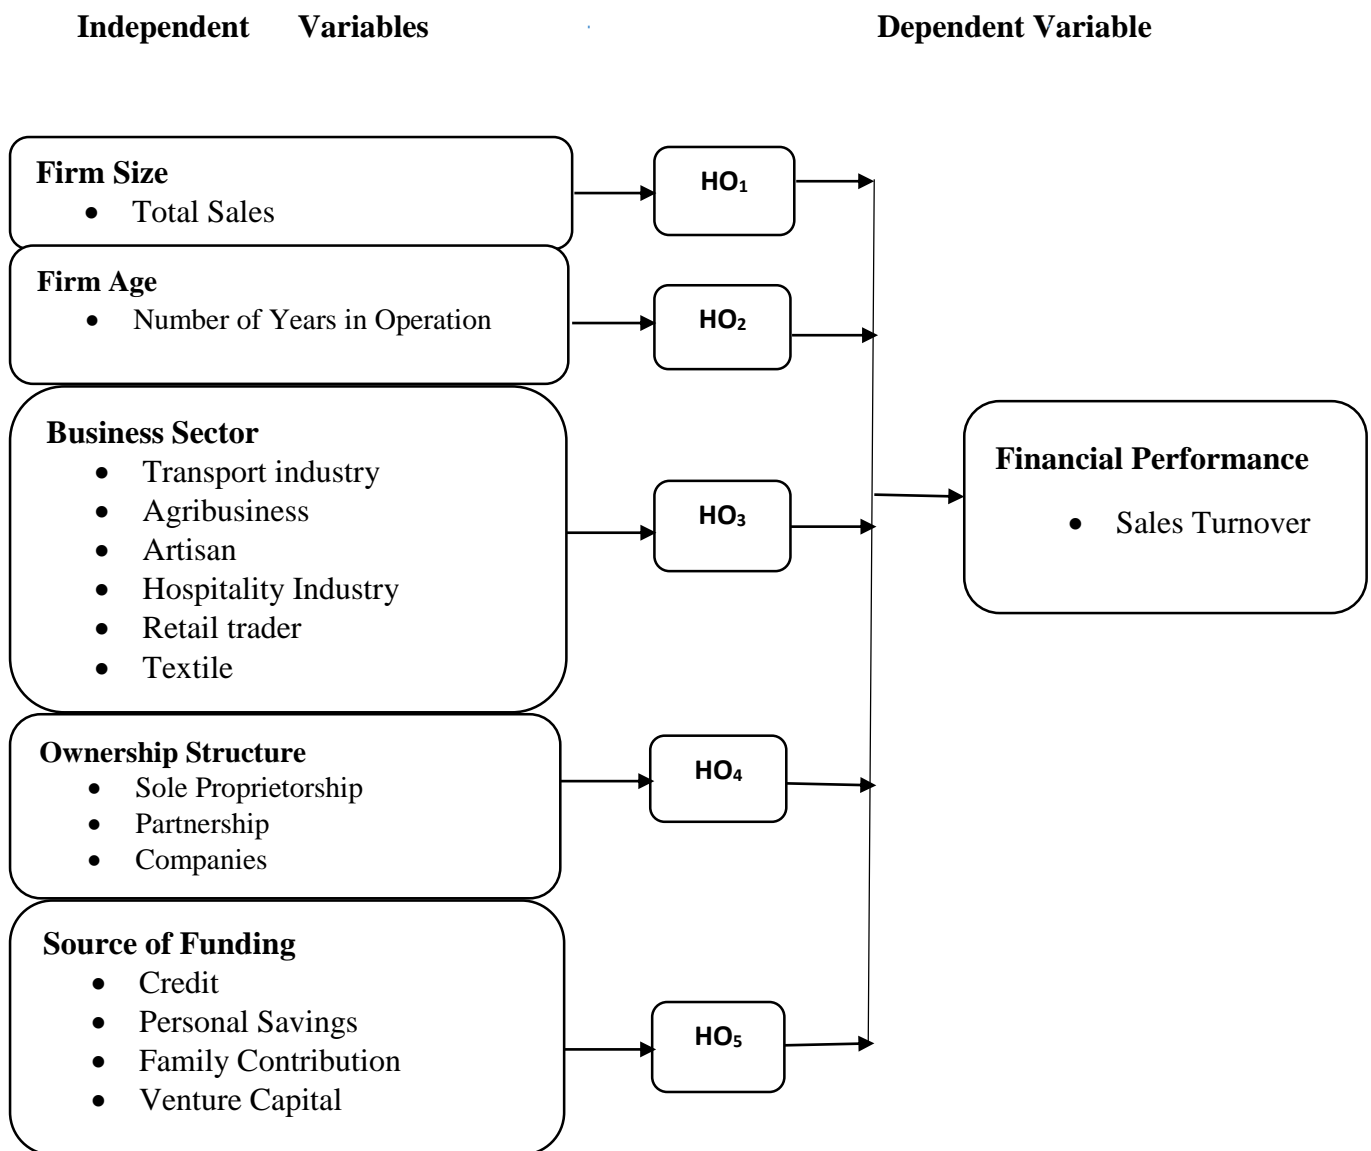 Independent Variables
Dependent Variable
Firm Size
• Total Sales
HO₁
Firm Age
• Number of Years in Operation
HO₂
Business Sector
• Transport industry
• Agribusiness
• Artisan
• Hospitality Industry
• Retail trader
• Textile
HO₃
Financial Performance
• Sales Turnover
Ownership Structure
• Sole Proprietorship
• Partnership
• Companies
HO₄
Source of Funding
• Credit
• Personal Savings
• Family Contribution
• Venture Capital
HO₅